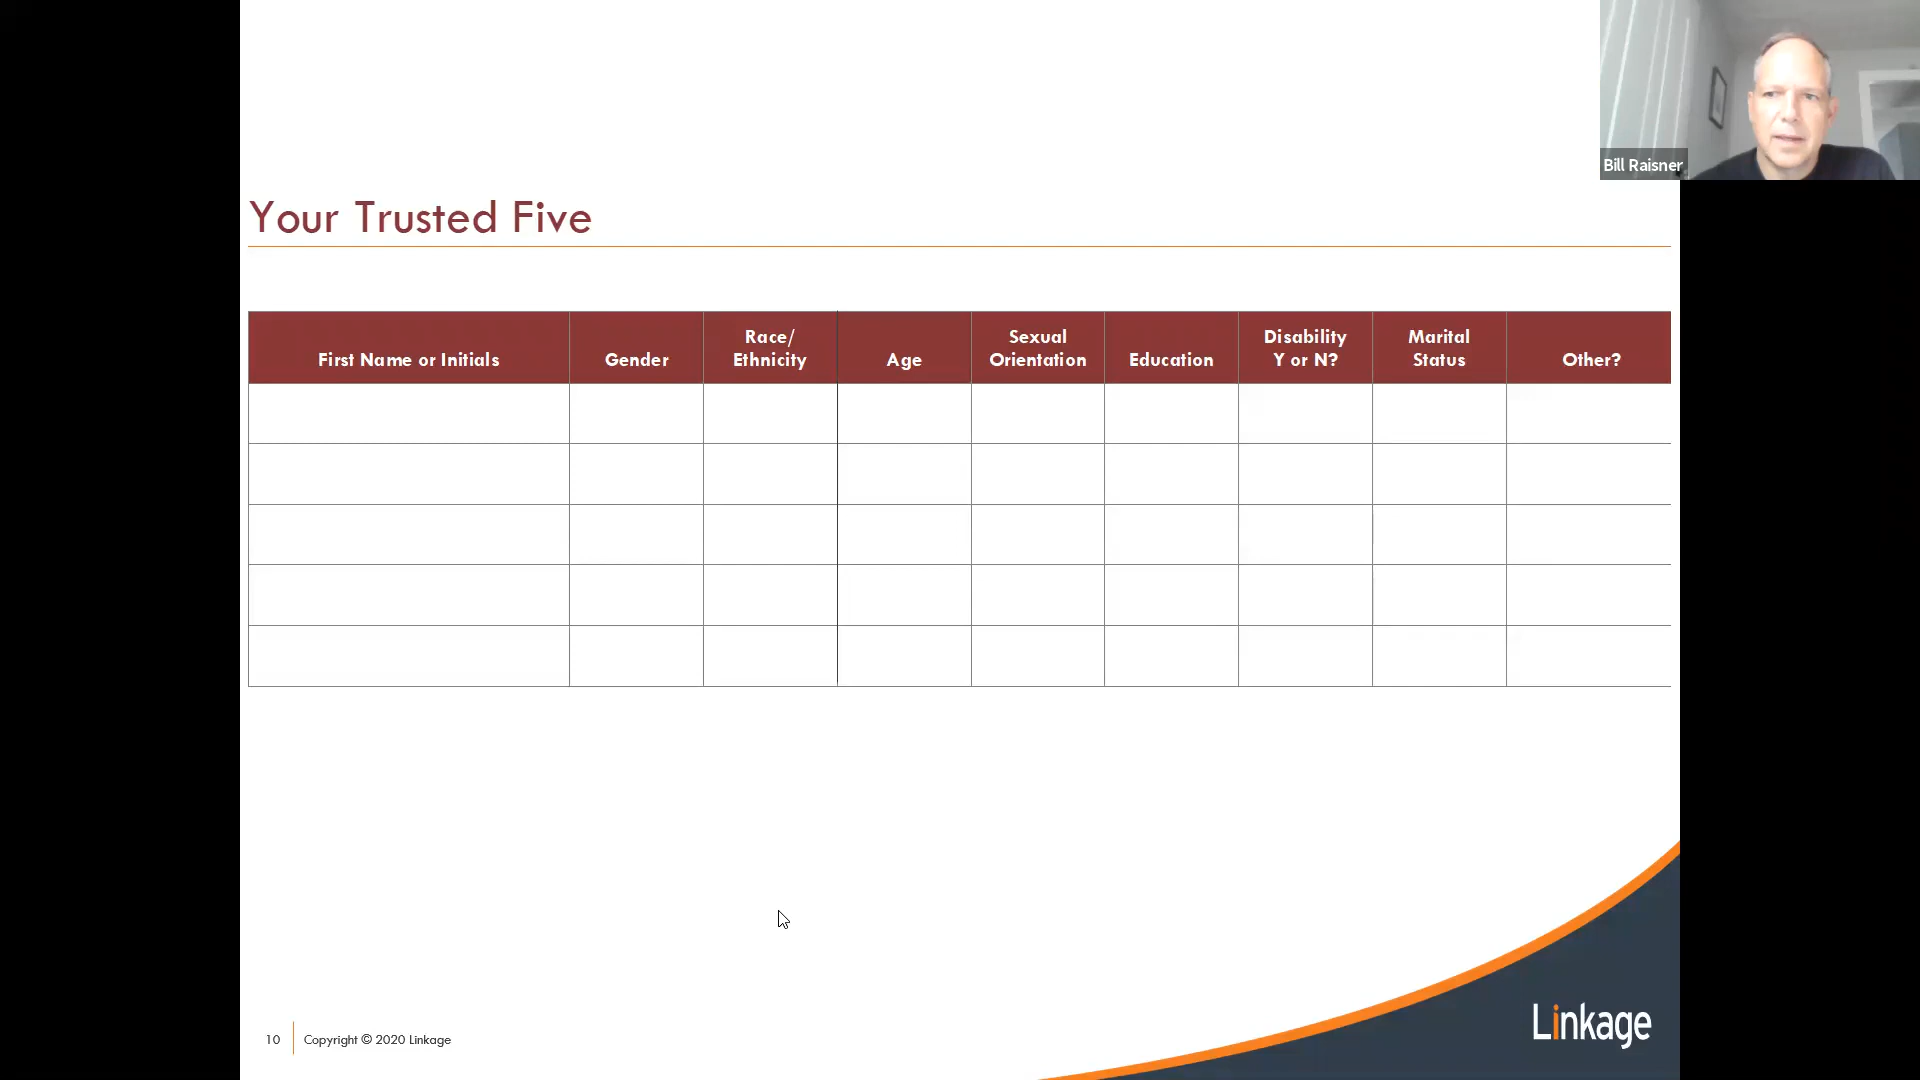 Bill Raisner
Your Trusted Five
First Name or Initials
Gender
Race/
Ethnicity
Age
Sexual
Orientation
Education
Disability
Y or N?
Marital
Status
Other?
10
Copyright © 2020 Linkage
Linkage